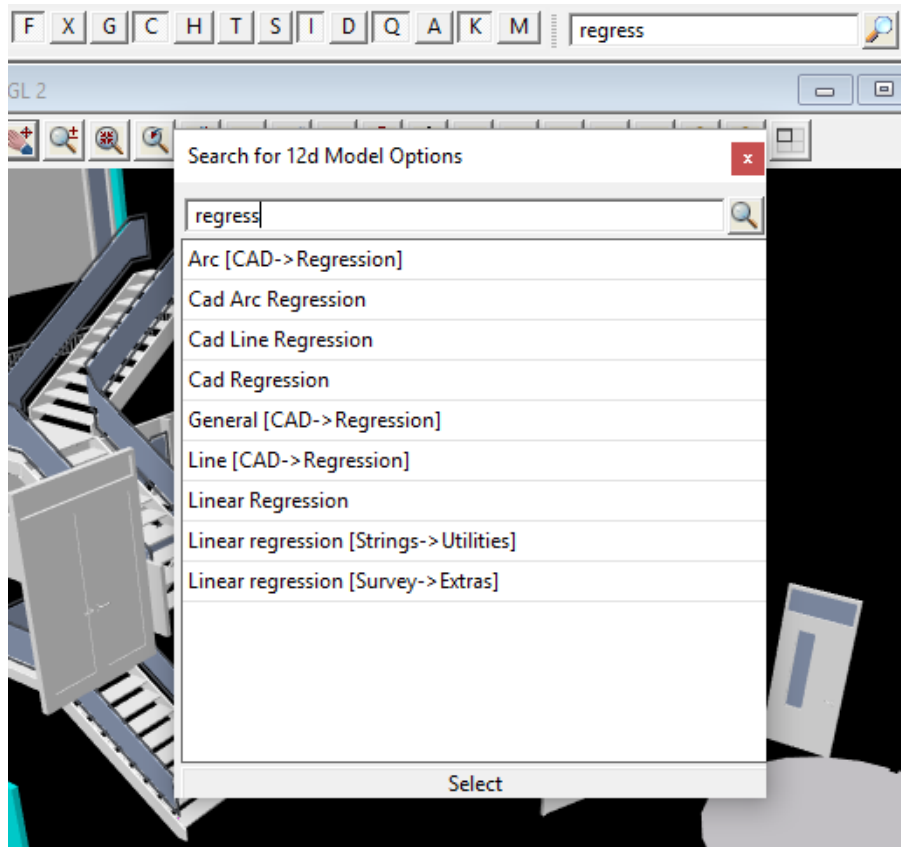 F X G C H T S I D Q A K M regress
GL 2
Search for 12d Model Options
x
regress
Arc [CAD->Regression]
Cad Arc Regression
Cad Line Regression
Cad Regression
General [CAD->Regression]
Line [CAD->Regression]
Linear Regression
Linear regression [Strings->Utilities]
Linear regression [Survey->Extras]
Select